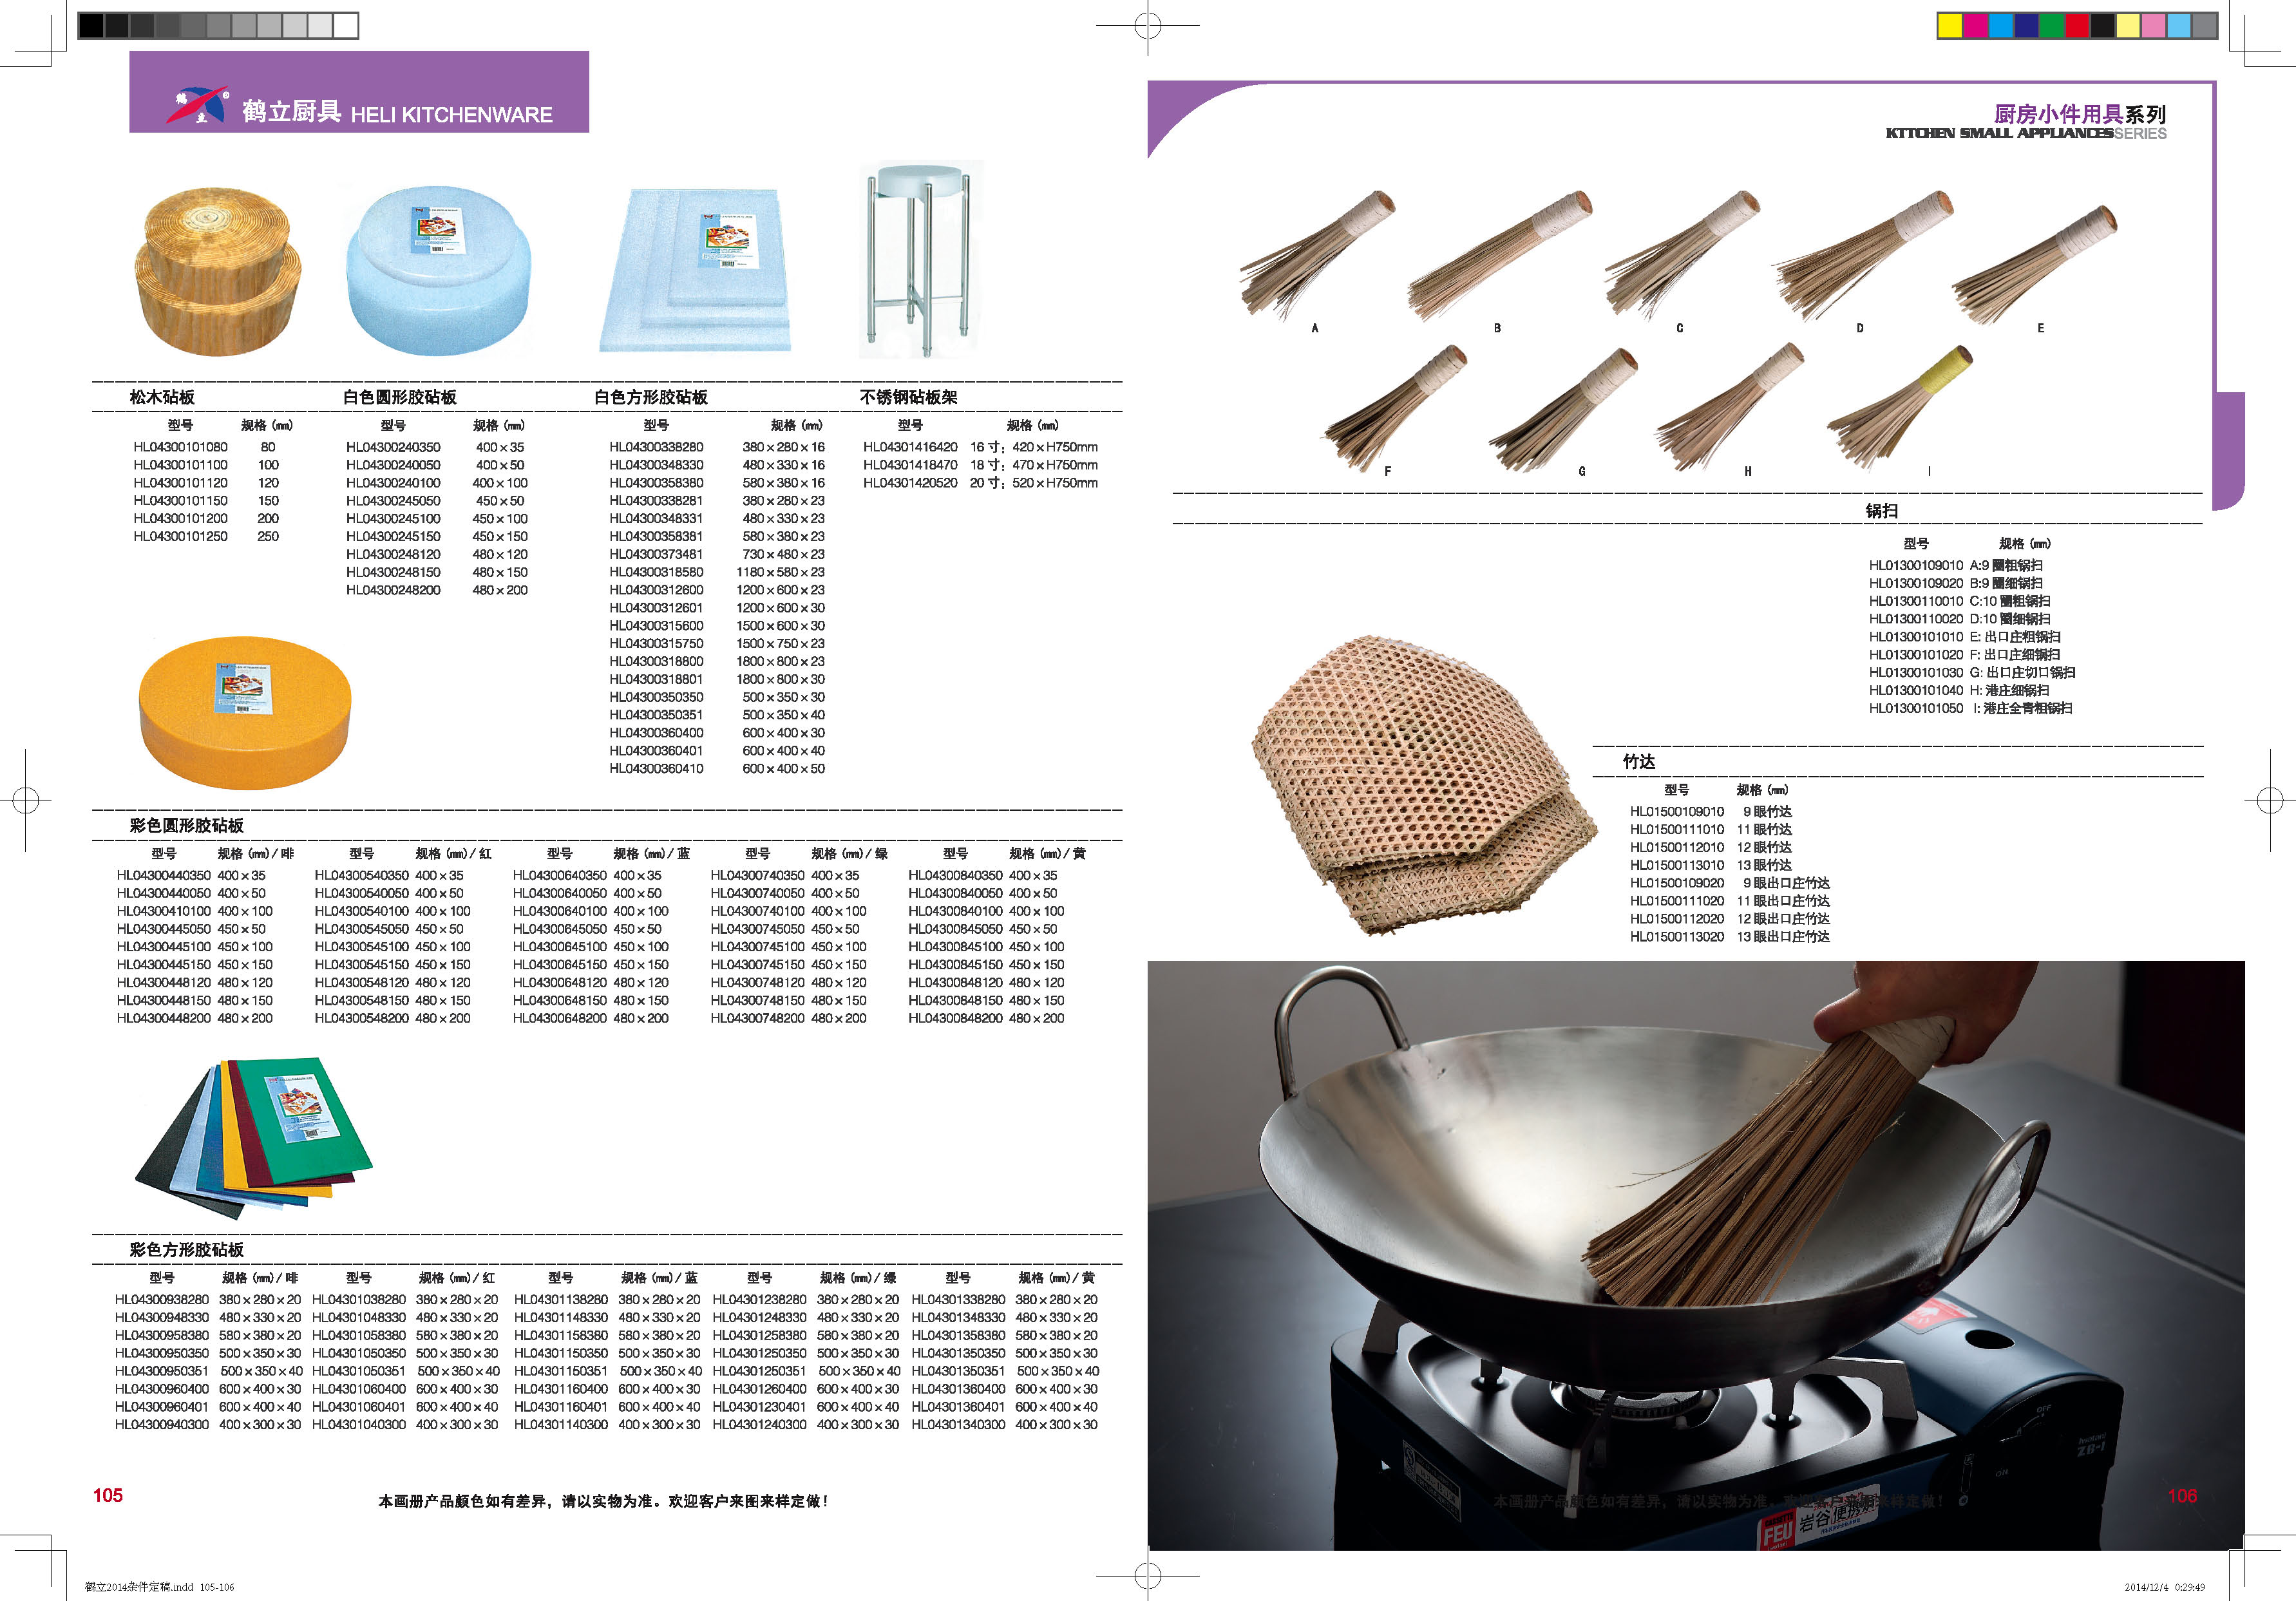 鹤立厨具 HELI KITCHENWARE
松木砧板
型号 规格 (mm)
HL04300101080 80
HL04300101100 100
HL04300101120 120
HL04300101150 150
HL04300101200 200
HL04300101250 250
白色圆形胶砧板
型号 规格 (mm)
HL04300240350 400×35
HL04300240050 400×50
HL04300240100 400×100
HL04300245050 450×50
HL04300245100 450×100
HL04300245150 450×150
HL04300248120 480×120
HL04300248150 480×150
HL04300248200 480×200
白色方形胶砧板
型号 规格 (mm)
HL04300338280 380×280×16
HL04300348330 480×330×16
HL04300358380 580×380×16
HL04300338281 380×280×23
HL04300348331 480×330×23
HL04300358381 580×380×23
HL04300373481 730×480×23
HL04300318580 1180×580×23
HL04300312600 1200×600×23
HL04300312601 1200×600×30
HL04300315600 1500×600×30
HL04300315750 1500×750×23
HL04300318800 1800×800×23
HL04300318801 1800×800×30
HL04300350350 500×350×30
HL04300350351 500×350×40
HL04300360400 600×400×30
HL04300360401 600×400×40
HL04300360410 600×400×50
不锈钢砧板架
型号 规格 (mm)
HL04301416420 16 寸：420×H750mm
HL04301418470 18 寸：470×H750mm
HL04301420520 20 寸：520×H750mm
彩色圆形胶砧板
型号 规格 (mm) / 啡 型号 规格 (mm) / 红 型号 规格 (mm) / 蓝 型号 规格 (mm) / 绿 型号 规格 (mm) / 黄
HL04300440350 400×35 HL04300540350 400×35 HL04300640350 400×35 HL04300740350 400×35 HL04300840350 400×35
HL04300440050 400×50 HL04300540050 400×50 HL04300640050 400×50 HL04300740050 400×50 HL04300840050 400×50
HL04300410100 400×100 HL04300540100 400×100 HL04300640100 400×100 HL04300740100 400×100 HL04300840100 400×100
HL04300445050 450×50 HL04300545050 450×50 HL04300645050 450×50 HL04300745050 450×50 HL04300845050 450×50
HL04300445100 450×100 HL04300545100 450×100 HL04300645100 450×100 HL04300745100 450×100 HL04300845100 450×100
HL04300445150 450×150 HL04300545150 450×150 HL04300645150 450×150 HL04300745150 450×150 HL04300845150 450×150
HL04300448120 480×120 HL04300548120 480×120 HL04300648120 480×120 HL04300748120 480×120 HL04300848120 480×120
HL04300448150 480×150 HL04300548150 480×150 HL04300648150 480×150 HL04300748150 480×150 HL04300848150 480×150
HL04300448200 480×200 HL04300548200 480×200 HL04300648200 480×200 HL04300748200 480×200 HL04300848200 480×200
彩色方形胶砧板
型号 规格 (mm) / 啡 型号 规格 (mm) / 红 型号 规格 (mm) / 蓝 型号 规格 (mm) / 绿 型号 规格 (mm) / 黄
HL04300938280 380×280×20 HL04301038280 380×280×20 HL04301138280 380×280×20 HL04301238280 380×280×20 HL04301338280 380×280×20
HL04300948330 480×330×20 HL04301048330 480×330×20 HL04301148330 480×330×20 HL04301248330 480×330×20 HL04301348330 480×330×20
HL04300958380 580×380×20 HL04301058380 580×380×20 HL04301158380 580×380×20 HL04301258380 580×380×20 HL04301358380 580×380×20
HL04300950350 500×350×30 HL04301050350 500×350×30 HL04301150350 500×350×30 HL04301250350 500×350×30 HL04301350350 500×350×30
HL04300950351 500×350×40 HL04301050351 500×350×40 HL04301150351 500×350×40 HL04301250351 500×350×40 HL04301350351 500×350×40
HL04300960400 600×400×30 HL04301060400 600×400×30 HL04301160400 600×400×30 HL04301260400 600×400×30 HL04301360400 600×400×30
HL04300960401 600×400×40 HL04301060401 600×400×40 HL04301160401 600×400×40 HL04301230401 600×400×40 HL04301360401 600×400×40
HL04300940300 400×300×30 HL04301040300 400×300×30 HL04301140300 400×300×30 HL04301240300 400×300×30 HL04301340300 400×300×30
105
本画册产品颜色如有差异，请以实物为准。欢迎客户来图来样定做！
厨房小件用具系列
KTTCHEN SMALL APPLIANCESSERIES
A B C D E
F G H I
锅扫
型号 规格 (mm)
HL01300109010 A:9 圈粗锅扫
HL01300109020 B:9 圈细锅扫
HL01300110010 C:10 圈粗锅扫
HL01300110020 D:10 圈细锅扫
HL01300101010 E: 出口庄粗锅扫
HL01300101020 F: 出口庄细锅扫
HL01300101030 G: 出口庄切口锅扫
HL01300101040 H: 港庄细锅扫
HL01300101050 I: 港庄全青粗锅扫
竹达
型号 规格 (mm)
HL01500109010 9 眼竹达
HL01500111010 11 眼竹达
HL01500112010 12 眼竹达
HL01500113010 13 眼竹达
HL01500109020 9 眼出口庄竹达
HL01500111020 11 眼出口庄竹达
HL01500112020 12 眼出口庄竹达
HL01500113020 13 眼出口庄竹达
OFF
ON
ZB-1
FEU 岩谷便携炉
本画册产品颜色如有差异，请以实物为准。欢迎客户来图来样定做！
106
鹤立2014杂件定稿.indd 105-106
2014/12/4 0:29:49